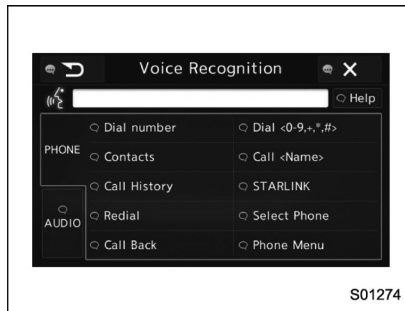 Voice Recognition
Help
PHONE
AUDIO
Dial number
Dial <0-9,+,*,#>
Contacts
Call <Name>
Call History
STARLINK
Redial
Select Phone
Call Back
Phone Menu
S01274